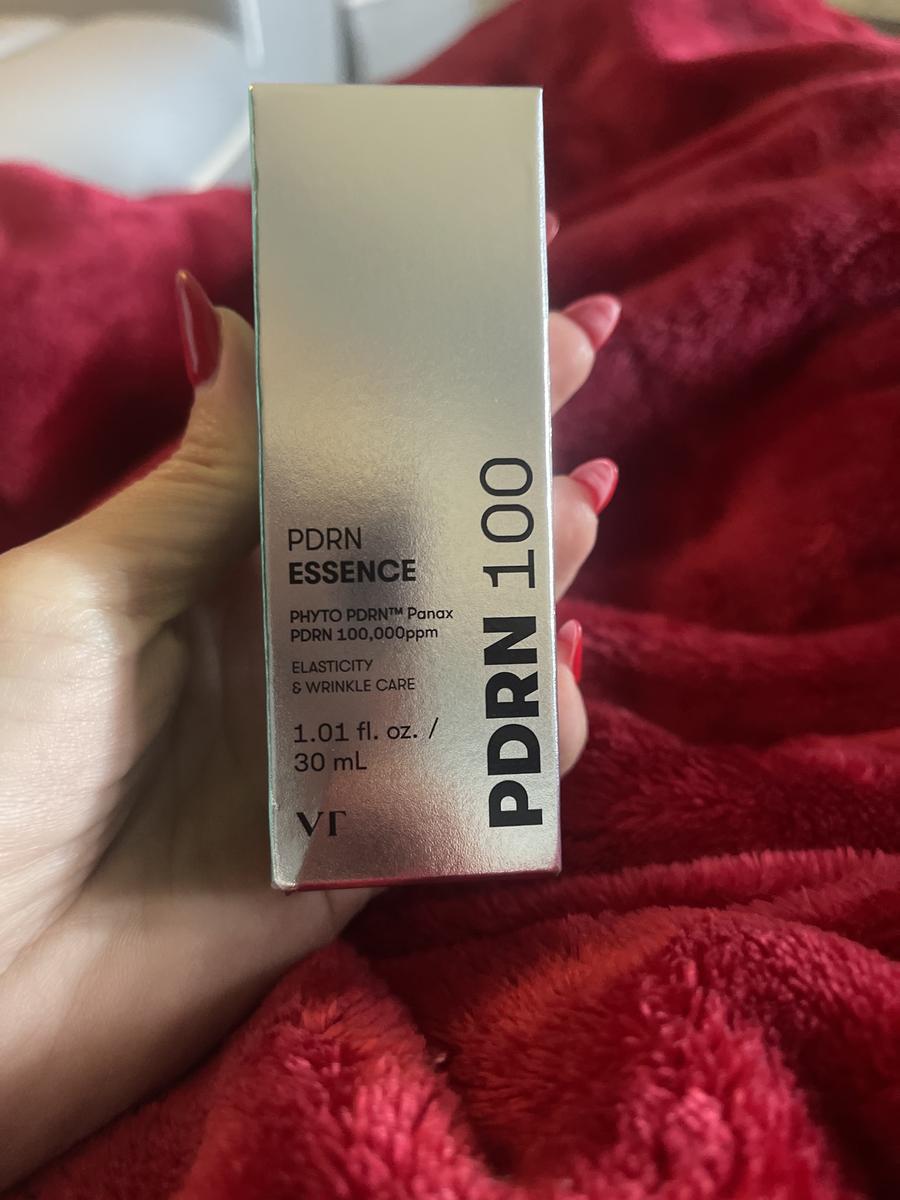 PDRN
ESSENCE
PHYTO PDRN™ Panax
PDRN 100,000ppm
ELASTICITY
& WRINKLE CARE
1.01 fl. oz. /
30 mL
VT
PDRN 100